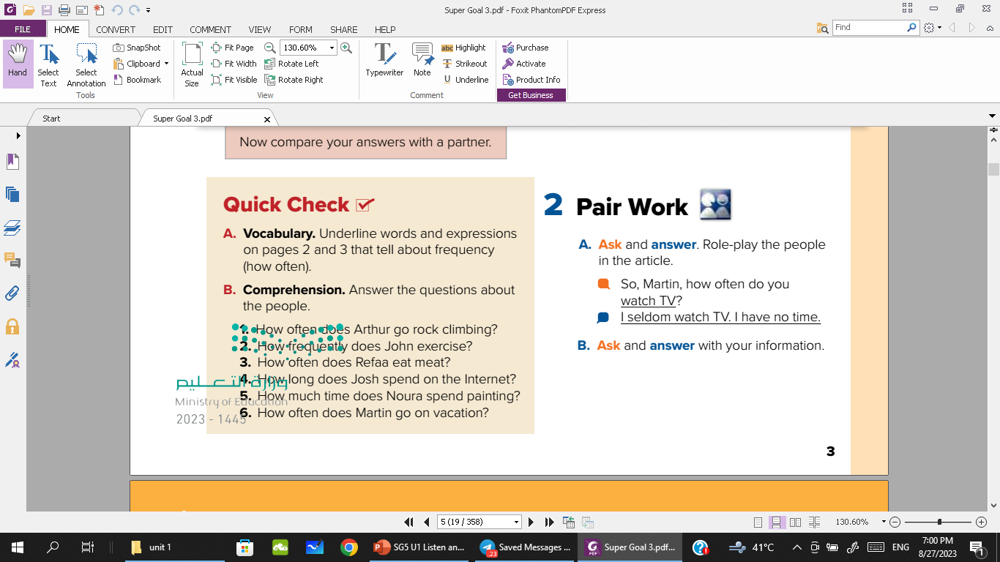 Super Goal 3.pdf - Foxit PhantomPDF Express
FILE
HOME
CONVERT
EDIT
COMMENT
VIEW
FORM
SHARE
HELP
Find
Hand
Select
Text
Select
Annotation
SnapShot
Clipboard
Bookmark
Tools
Actual
Size
Fit Page
Fit Width
Fit Visible
130.60%
Rotate Left
Rotate Right
View
Typewriter
Note
abc Highlight
T Strikeout
U Underline
Comment
Purchase
Activate
Product Info
Get Business
Start
Super Goal 3.pdf x
Now compare your answers with a partner.
Quick Check
A. Vocabulary. Underline words and expressions
on pages 2 and 3 that tell about frequency
(how often).
B. Comprehension. Answer the questions about
the people.
1. How often does Arthur go rock climbing?
2. How frequently does John exercise?
3. How often does Refaa eat meat?
4. How long does Josh spend on the Internet?
5. How much time does Noura spend painting?
6. How often does Martin go on vacation?
وزارة التعليم
Ministry of Education
2023 - 1445
2 Pair Work
A. Ask and answer. Role-play the people
in the article.
So, Martin, how often do you
watch TV?
I seldom watch TV. I have no time.
B. Ask and answer with your information.
3
5 (19 / 358)
130.60%
unit 1
SG5 U1 Listen an...
Saved Messages ...
23
Super Goal 3.pdf...
PDF
41°C
ENG
7:00 PM
8/27/2023
1